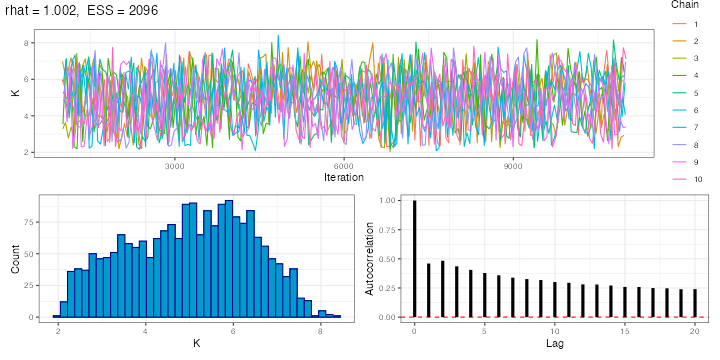 rhat = 1.002, ESS = 2096
Chain
1
2
3
4
5
6
7
8
9
10
K
8
6
4
2
3000 6000 9000
Iteration
Count
75
50
25
0
2 4 6 8
K
Autocorrelation
1.00
0.75
0.50
0.25
0.00
0 5 10 15 20
Lag